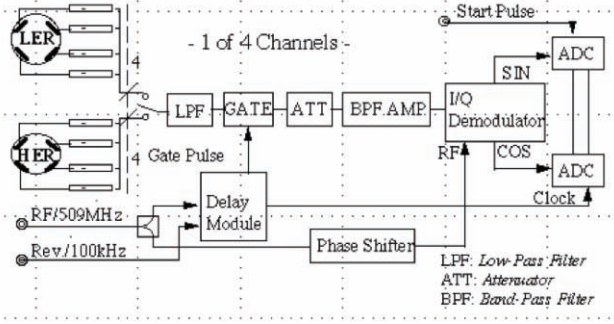 Start Pulse
LER
- 1 of 4 Channels -
ADC
4
SIN
LPF
GATE
ATT
BPF.AMP.
I/Q
Demodulator
HER
4
Gate Pulse
RF
COS
ADC
Delay
Module
Clock
RF/509MHz
Phase Shifter
Rev./100kHz
LPF: Low-Pass Filter
ATT: Attenuator
BPF: Band-Pass Filter